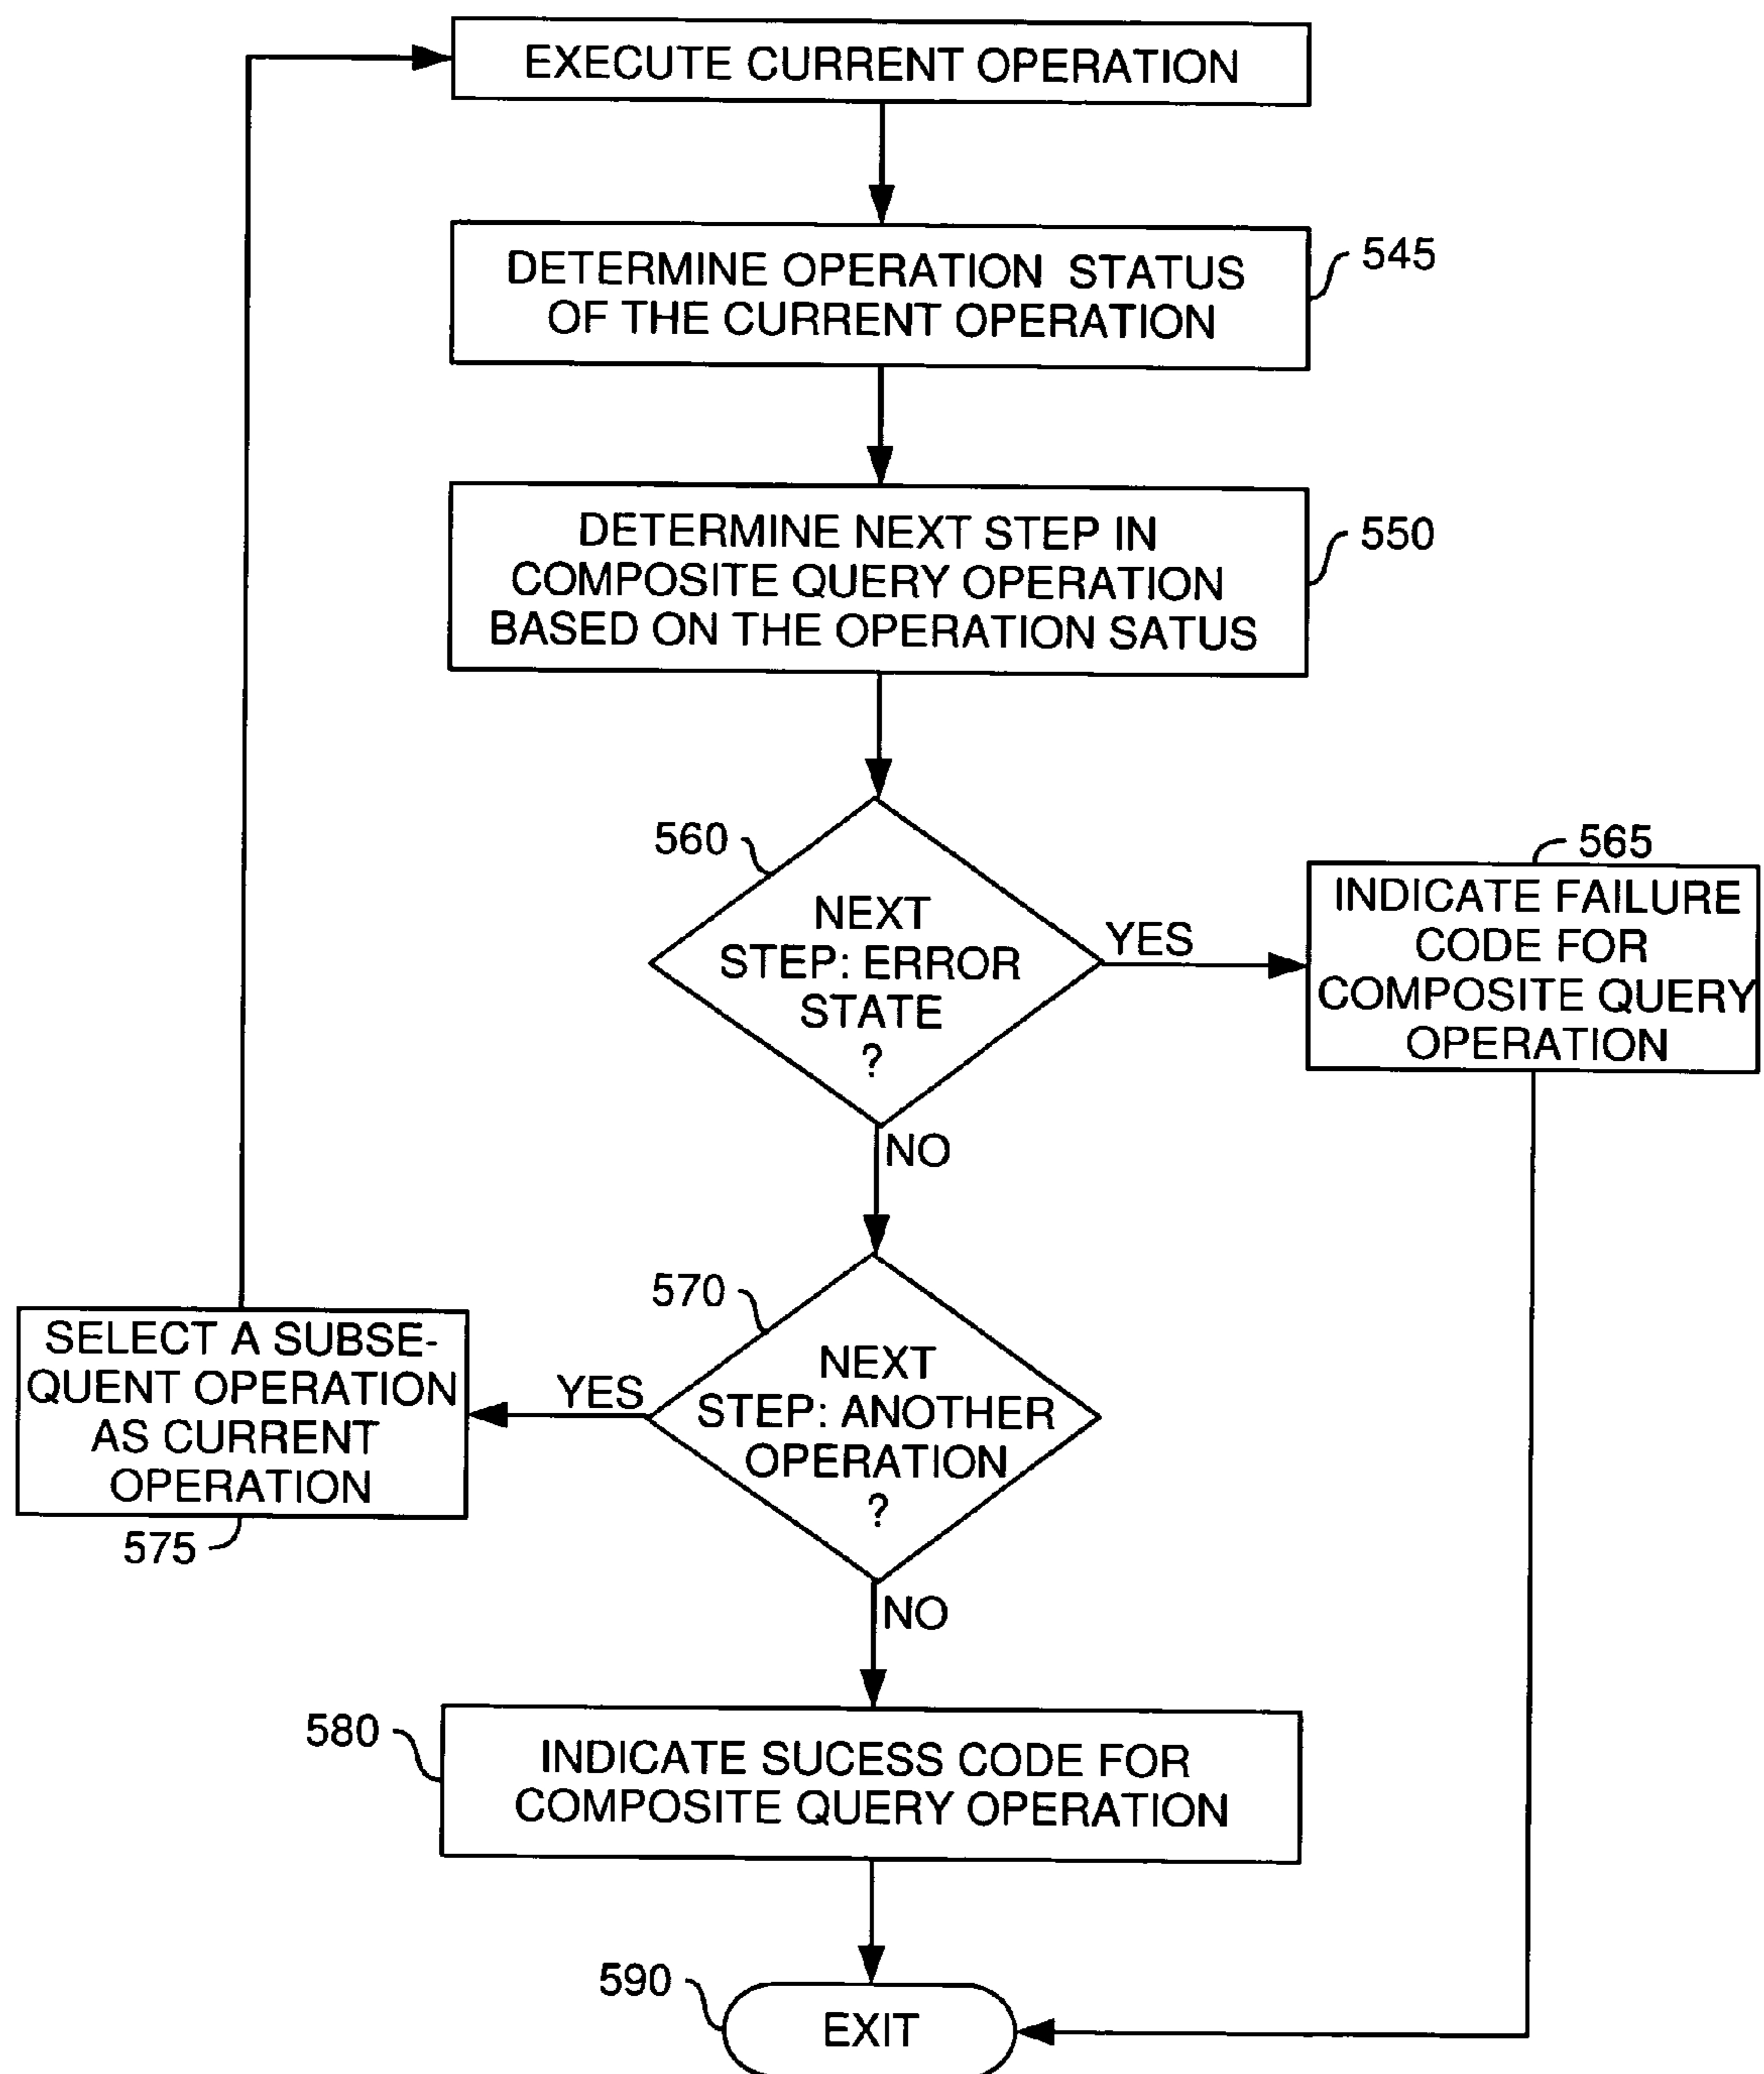 EXECUTE CURRENT OPERATION
DETERMINE OPERATION STATUS
OF THE CURRENT OPERATION
545
DETERMINE NEXT STEP IN
COMPOSITE QUERY OPERATION
BASED ON THE OPERATION SATUS
550
560
NEXT
STEP: ERROR
STATE
?
YES
565
INDICATE FAILURE
CODE FOR
COMPOSITE QUERY
OPERATION
NO
570
NEXT
STEP: ANOTHER
OPERATION
?
YES
SELECT A SUBSE-
QUENT OPERATION
AS CURRENT
OPERATION
575
NO
580
INDICATE SUCESS CODE FOR
COMPOSITE QUERY OPERATION
590
EXIT